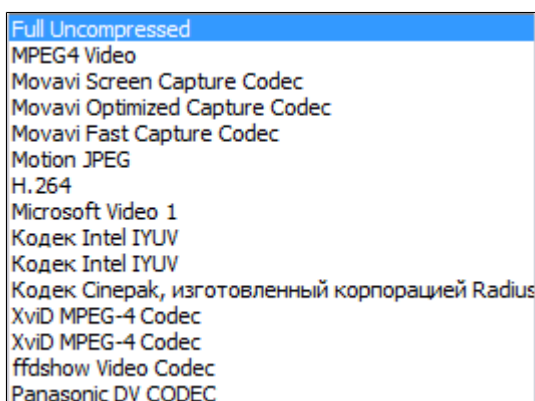 Full Uncompressed
MPEG4 Video
Movavi Screen Capture Codec
Movavi Optimized Capture Codec
Movavi Fast Capture Codec
Motion JPEG
H.264
Microsoft Video 1
Кодек Intel IYUV
Кодек Intel IYUV
Кодек Cinepak, изготовленный корпорацией Radius
XviD MPEG-4 Codec
XviD MPEG-4 Codec
ffdshow Video Codec
Panasonic DV CODEC